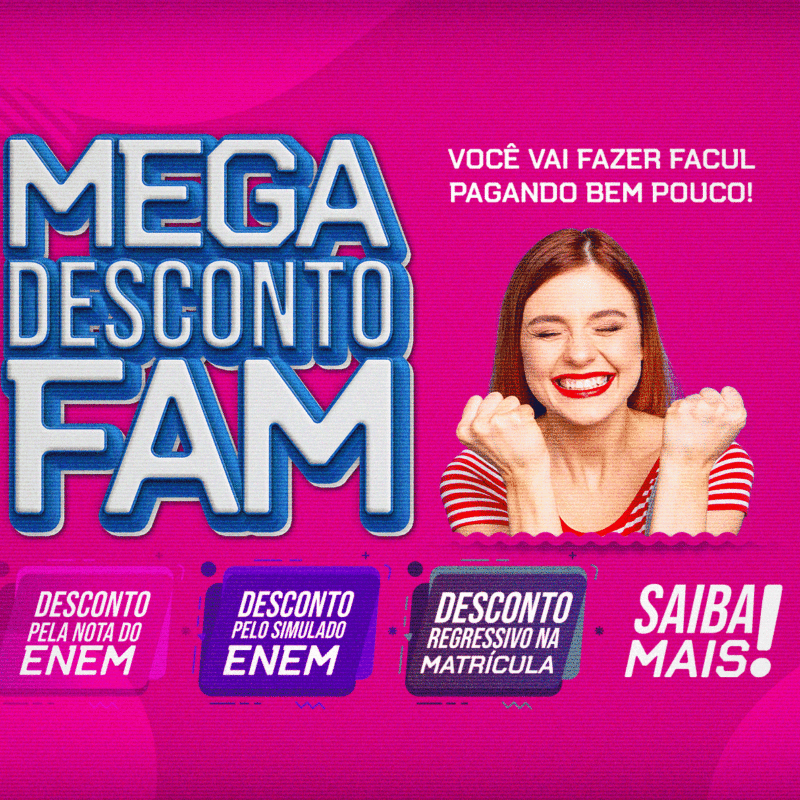 MEGA
DESCONTO
FAM
VOCÊ VAI FAZER FACUL
PAGANDO BEM POUCO!
DESCONTO
PELA NOTA DO
ENEM
DESCONTO
PELO SIMULADO
ENEM
DESCONTO
REGRESSIVO NA
MATRÍCULA
SAIBA
MAIS!